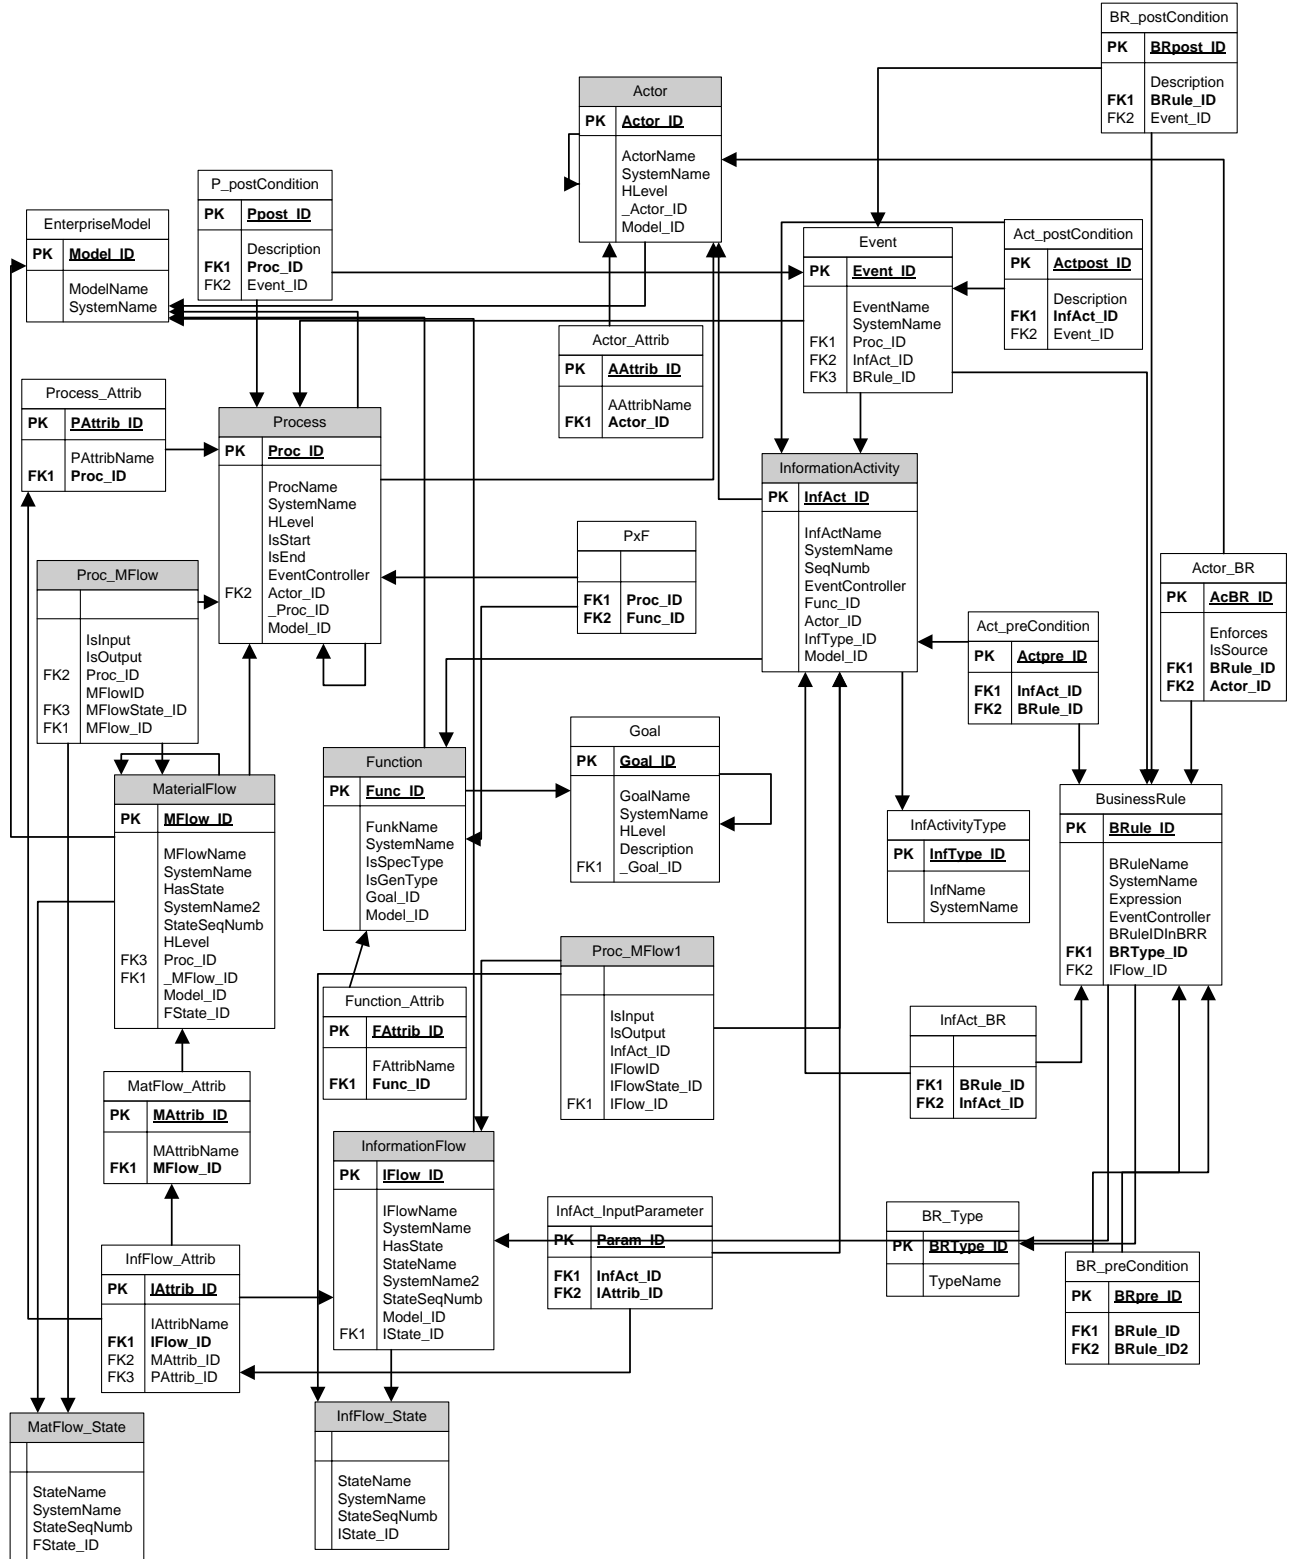 BR_postCondition
PK BRpost_ID
Description
FK1 BRule_ID
FK2 Event_ID
Actor
PK Actor_ID
ActorName
SystemName
HLevel
_Actor_ID
Model_ID
P_postCondition
PK Ppost_ID
Description
FK1 Proc_ID
FK2 Event_ID
EnterpriseModel
PK Model_ID
ModelName
SystemName
Event
PK Event_ID
EventName
SystemName
FK1 Proc_ID
FK2 InfAct_ID
FK3 BRule_ID
Act_postCondition
PK Actpost_ID
Description
FK1 InfAct_ID
FK2 Event_ID
Actor_Attrib
PK AAttrib_ID
AAttribName
FK1 Actor_ID
Process_Attrib
PK PAttrib_ID
PAttribName
FK1 Proc_ID
Process
PK Proc_ID
ProcName
SystemName
HLevel
IsStart
IsEnd
EventController
FK2 Actor_ID
_Proc_ID
Model_ID
InformationActivity
PK InfAct_ID
InfActName
SystemName
SeqNumb
EventController
Func_ID
Actor_ID
InfType_ID
Model_ID
PxF
FK1 Proc_ID
FK2 Func_ID
Actor_BR
PK AcBR_ID
Enforces
IsSource
FK1 BRule_ID
FK2 Actor_ID
Proc_MFlow
IsInput
IsOutput
FK2 Proc_ID
MFlowID
FK3 MFlowState_ID
FK1 MFlow_ID
Act_preCondition
PK Actpre_ID
FK1 InfAct_ID
FK2 BRule_ID
Goal
PK Goal_ID
GoalName
SystemName
HLevel
Description
FK1 _Goal_ID
Function
PK Func_ID
FunkName
SystemName
IsSpecType
IsGenType
Goal_ID
Model_ID
MaterialFlow
PK MFlow_ID
MFlowName
SystemName
HasState
SystemName2
StateSeqNumb
HLevel
FK3 Proc_ID
FK1 _MFlow_ID
Model_ID
FState_ID
InfActivityType
PK InfType_ID
InfName
SystemName
BusinessRule
PK BRule_ID
BRuleName
SystemName
Expression
EventController
BRuleIDInBRR
FK1 BRType_ID
FK2 IFlow_ID
Proc_MFlow1
IsInput
IsOutput
InfAct_ID
IFlowID
IFlowState_ID
FK1 IFlow_ID
Function_Attrib
PK FAttrib_ID
FAttribName
FK1 Func_ID
InfAct_BR
FK1 BRule_ID
FK2 InfAct_ID
MatFlow_Attrib
PK MAttrib_ID
MAttribName
FK1 MFlow_ID
InformationFlow
PK IFlow_ID
IFlowName
SystemName
HasState
StateName
SystemName2
StateSeqNumb
Model_ID
FK1 IState_ID
InfAct_InputParameter
PK Param_ID
FK1 InfAct_ID
FK2 IAttrib_ID
BR_Type
PK BRType_ID
TypeName
InfFlow_Attrib
PK IAttrib_ID
IAttribName
FK1 IFlow_ID
FK2 MAttrib_ID
FK3 PAttrib_ID
BR_preCondition
PK BRpre_ID
FK1 BRule_ID
FK2 BRule_ID2
MatFlow_State
StateName
SystemName
StateSeqNumb
FState_ID
InfFlow_State
StateName
SystemName
StateSeqNumb
IState_ID